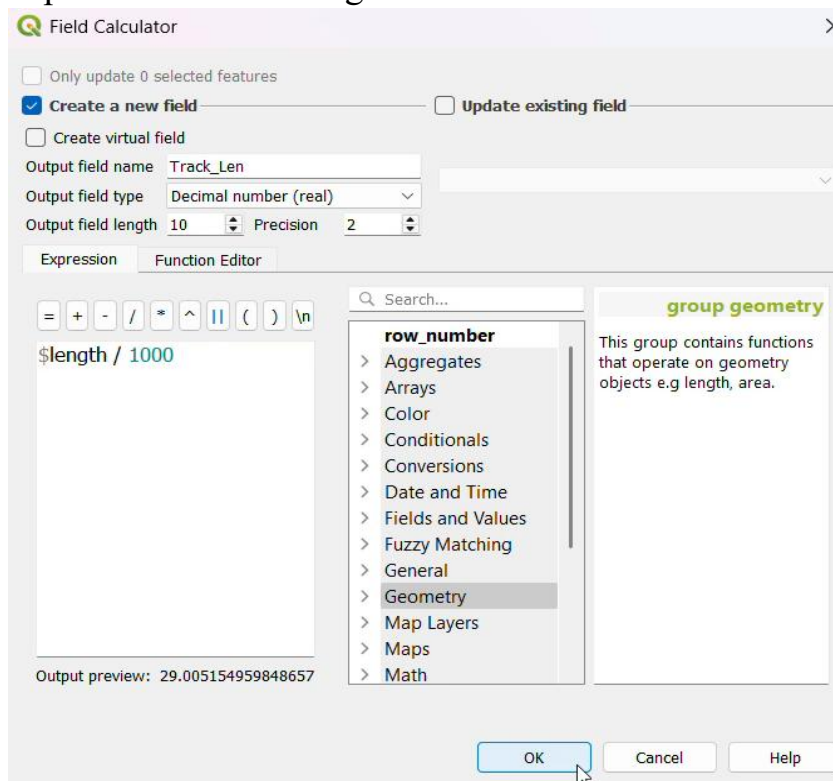 Field Calculator
Only update 0 selected features
Create a new field
Update existing field
Create virtual field
Output field name Track_Len
Output field type Decimal number (real)
Output field length 10 Precision 2
Expression Function Editor
= + - / * ^ || ( ) \n
$length / 1000
Output preview: 29.005154959848657
Search...
row_number
Aggregates
Arrays
Color
Conditionals
Conversions
Date and Time
Fields and Values
Fuzzy Matching
General
Geometry
Map Layers
Maps
Math
group geometry
This group contains functions
that operate on geometry
objects e.g length, area.
OK Cancel Help